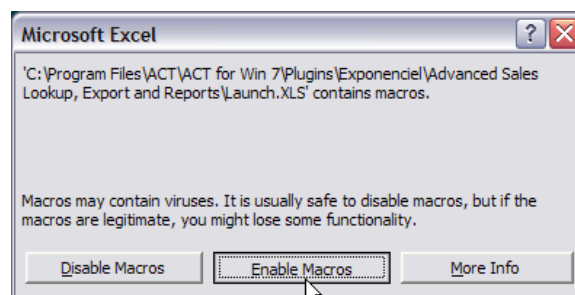 Microsoft Excel
'C:\Program Files\ACT\ACT for Win 7\Plugins\Exponenciel\Advanced Sales
Lookup, Export and Reports\Launch.XLS' contains macros.
Macros may contain viruses. It is usually safe to disable macros, but if the
macros are legitimate, you might lose some functionality.
Disable Macros Enable Macros More Info